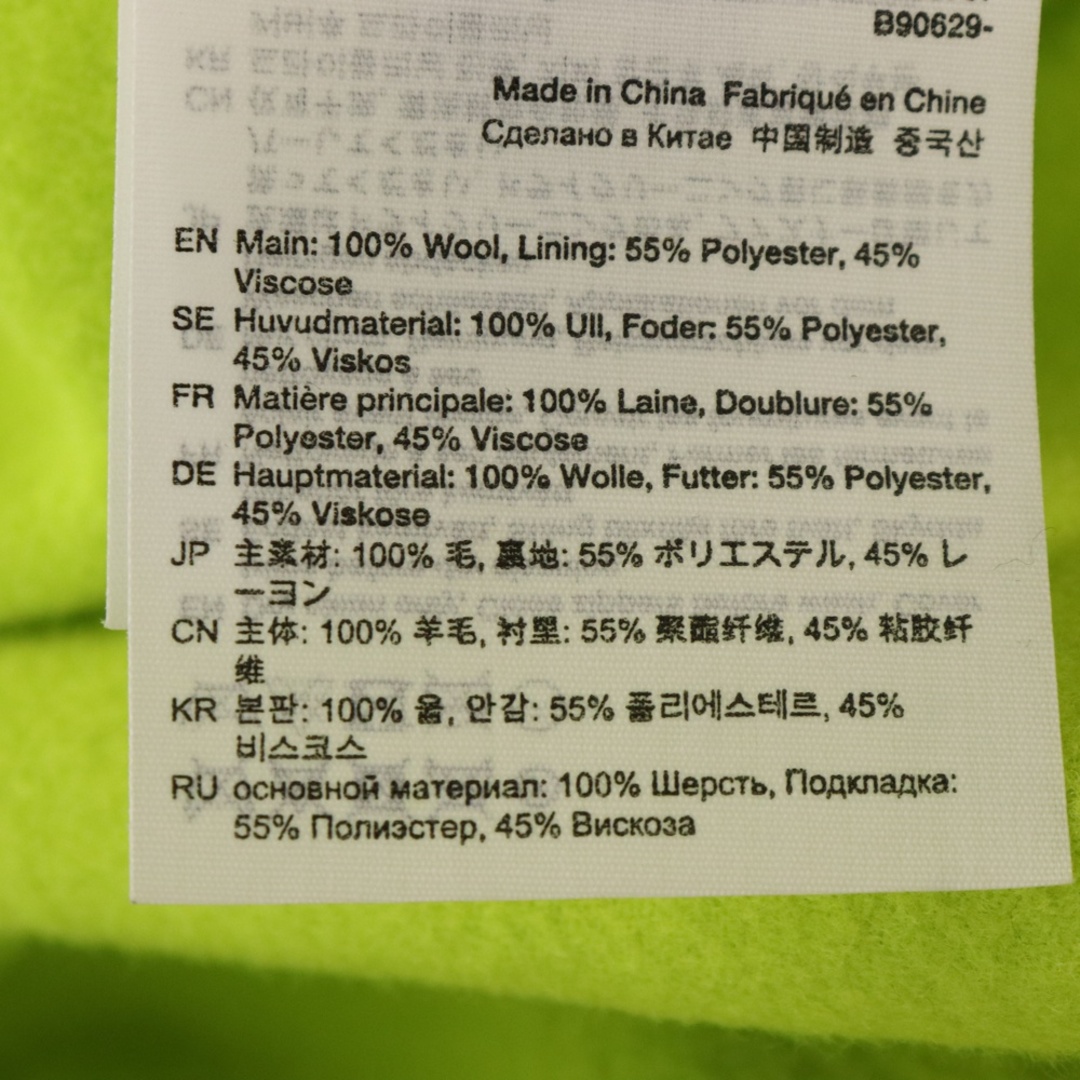 B90629-
Made in China Fabriqué en Chine
Сделано в Китае 中国制造 중국산
EN Main: 100% Wool, Lining: 55% Polyester, 45%
Viscose
SE Huvudmaterial: 100% Ull, Foder: 55% Polyester,
45% Viskos
FR Matière principale: 100% Laine, Doublure: 55%
Polyester, 45% Viscose
DE Hauptmaterial: 100% Wolle, Futter: 55% Polyester,
45% Viskose
JP 主素材: 100% 毛, 裏地: 55% ポリエステル, 45% レ
ーヨン
CN 主体: 100% 羊毛, 衬里: 55% 聚酯纤维, 45% 粘胶纤
维
KR 본판: 100% 울, 안감: 55% 폴리에스테르, 45%
비스코스
RU основной материал: 100% Шерсть, Подкладка:
55% Полиэстер, 45% Вискоза